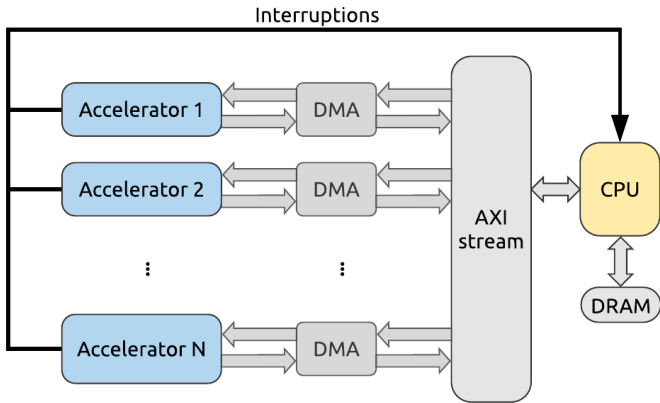 Interruptions
Accelerator 1
DMA
Accelerator 2
DMA
AXI
stream
CPU
DRAM
Accelerator N
DMA